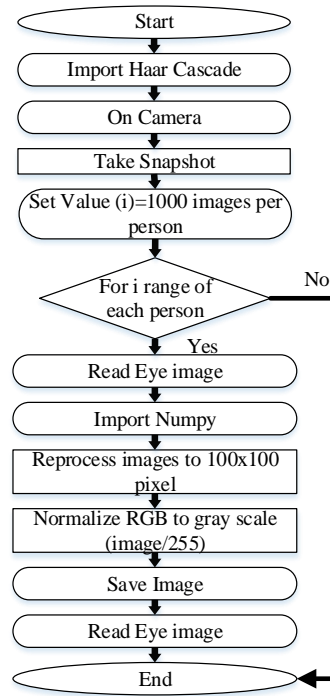 Start
Import Haar Cascade
On Camera
Take Snapshot
Set Value (i)=1000 images per
person
For i range of
each person
No
Yes
Read Eye image
Import Numpy
Reprocess images to 100x100
pixel
Normalize RGB to gray scale
(image/255)
Save Image
Read Eye image
End